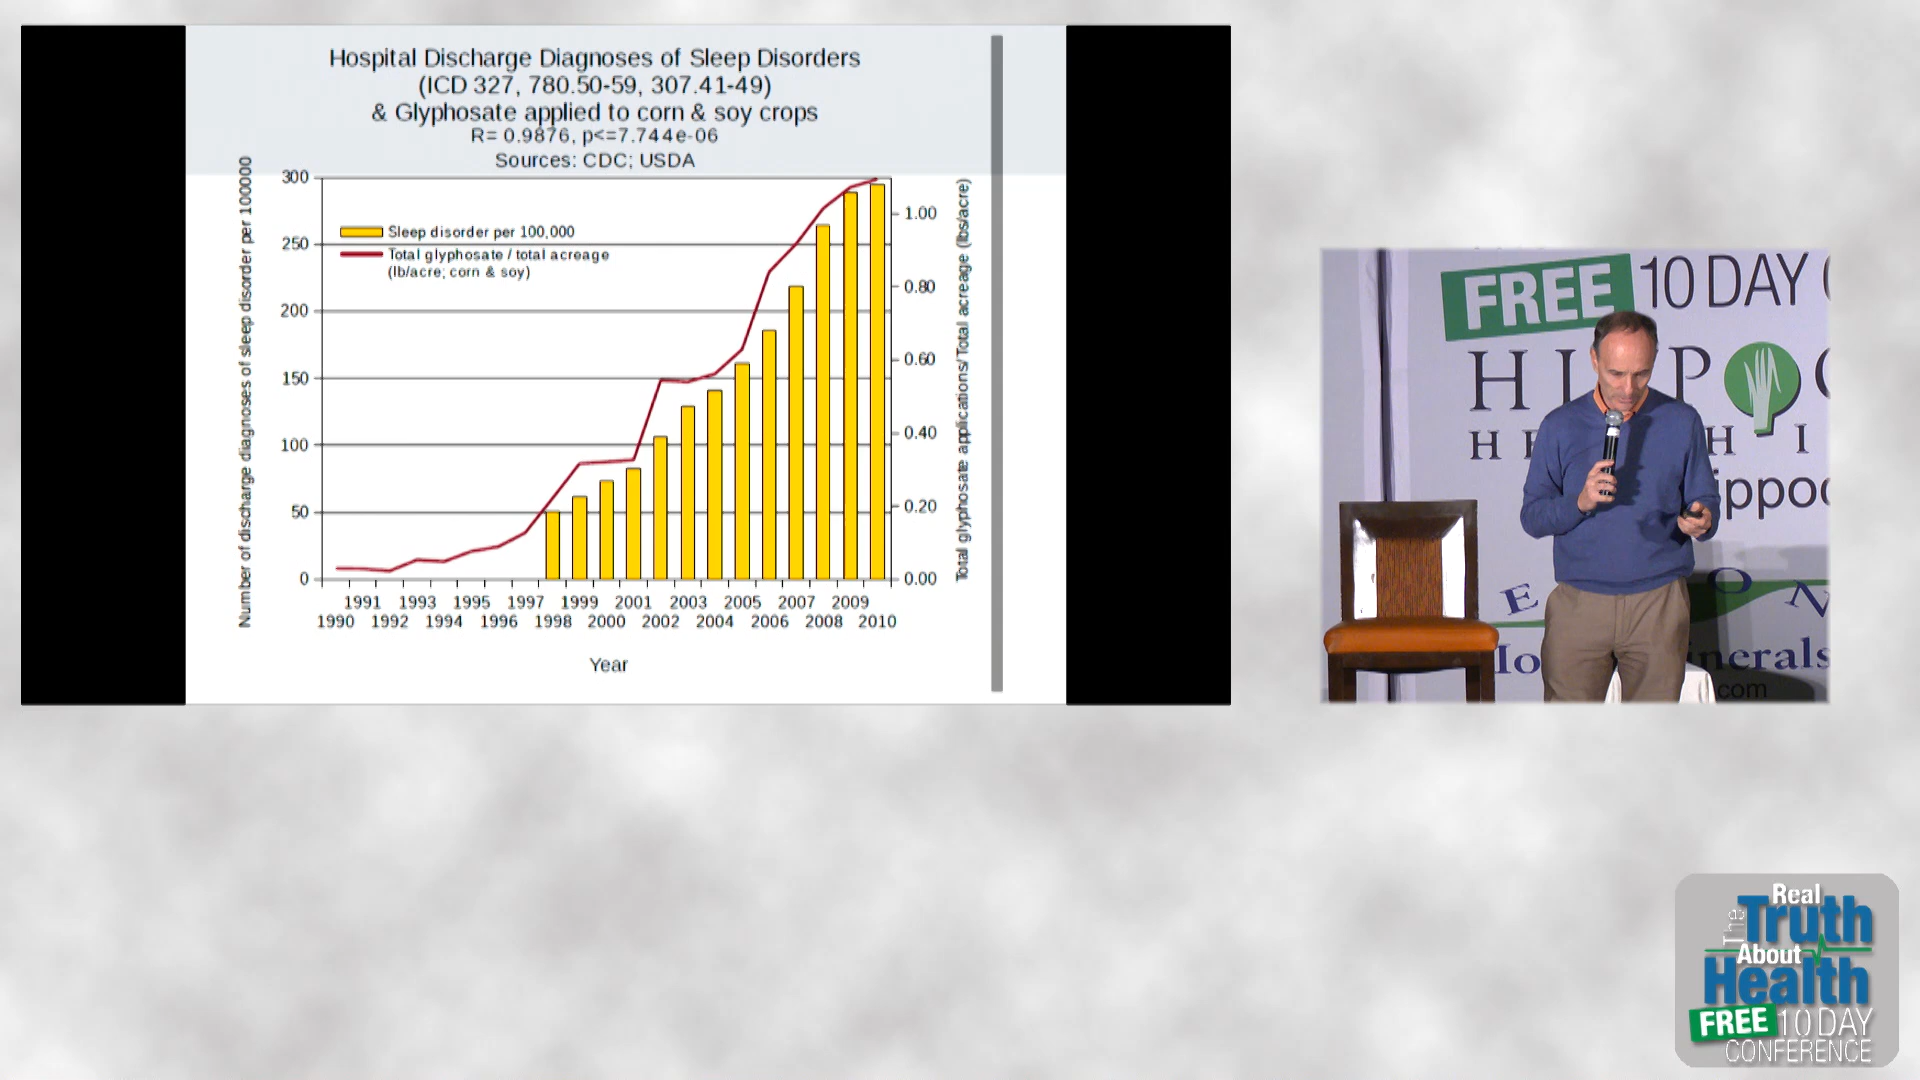 Hospital Discharge Diagnoses of Sleep Disorders
(ICD 327, 780.50-59, 307.41-49)
& Glyphosate applied to corn & soy crops
R= 0.9876, p<=7.744e-06
Sources: CDC; USDA
Number of discharge diagnoses of sleep disorder per 100000
300
250
200
150
100
50
0
Sleep disorder per 100,000
Total glyphosate / total acreage
(lb/acre; corn & soy)
1.00
0.80
0.60
0.40
0.20
0.00
Total glyphosate applications/Total acreage (lbs/acre)
1991 1993 1995 1997 1999 2001 2003 2005 2007 2009
1990 1992 1994 1996 1998 2000 2002 2004 2006 2008 2010
Year
FREE 10 DAY
HI P
H H I
ippoc
E O N
Io inerals
com
The Real
Truth
About
Health
FREE 10 DAY
CONFERENCE